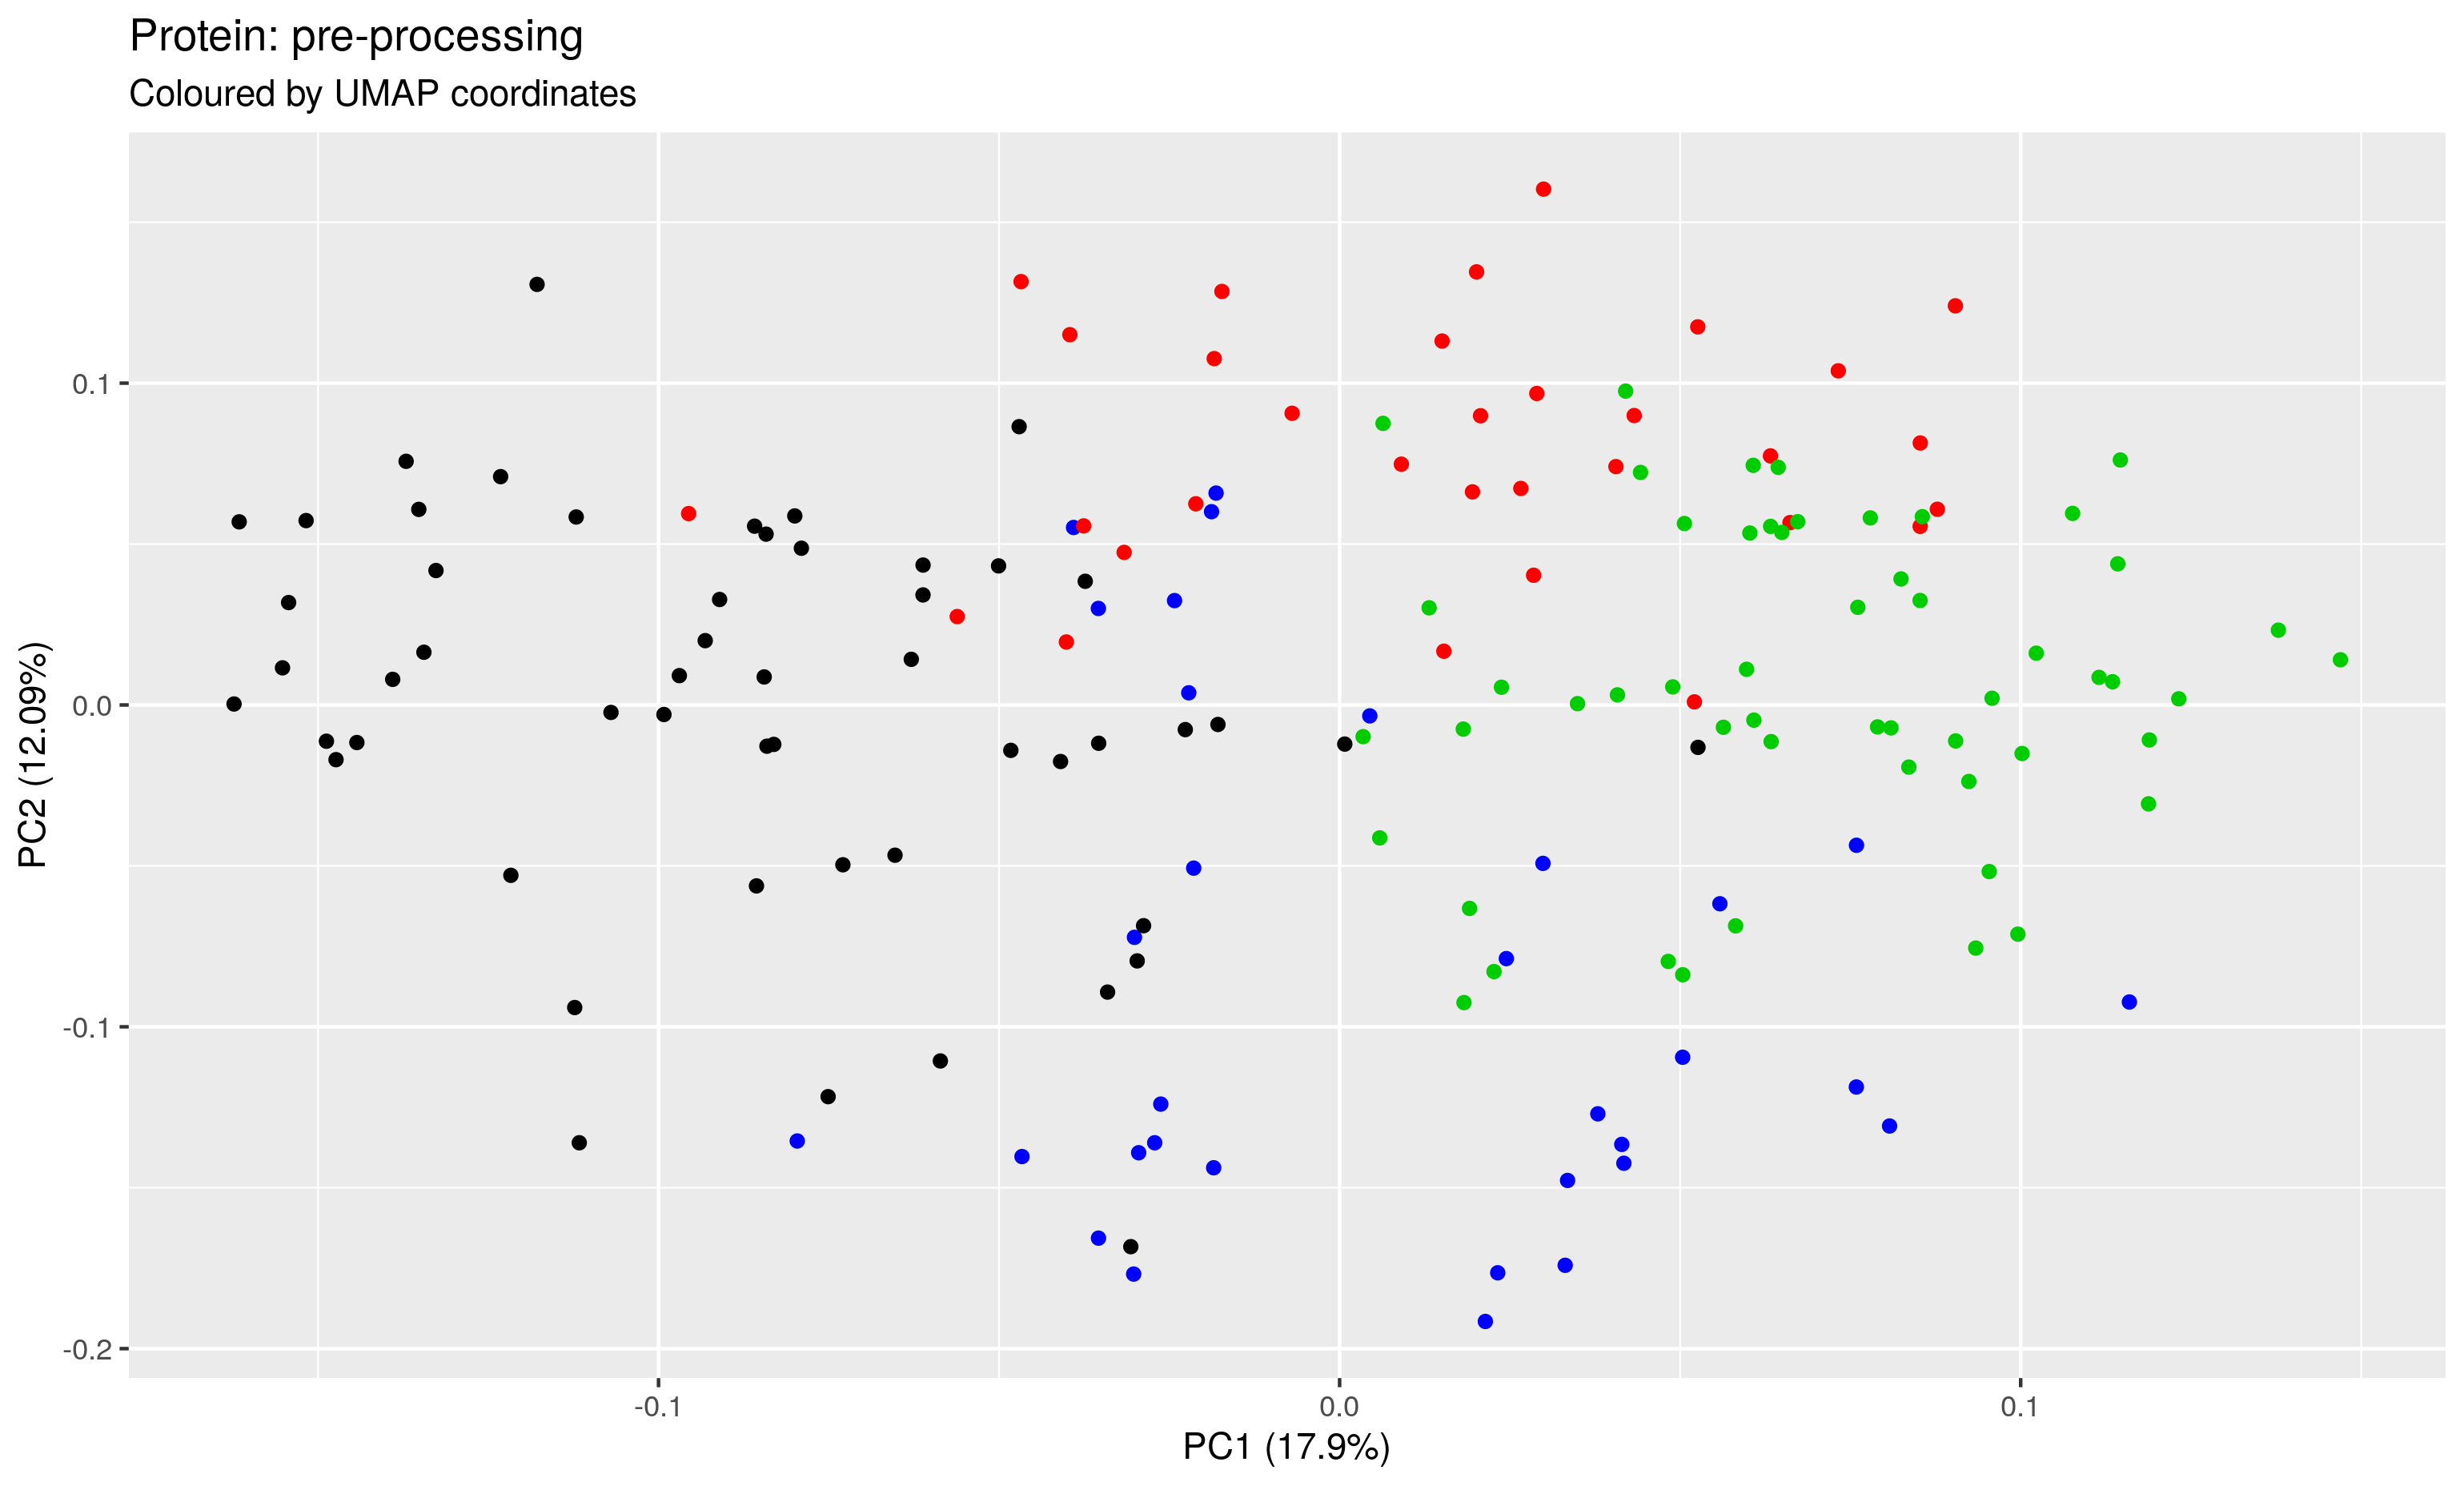 Protein: pre-processing
Coloured by UMAP coordinates
0.1
0.0
-0.1
-0.2
PC2 (12.09%)
-0.1
0.0
0.1
PC1 (17.9%)